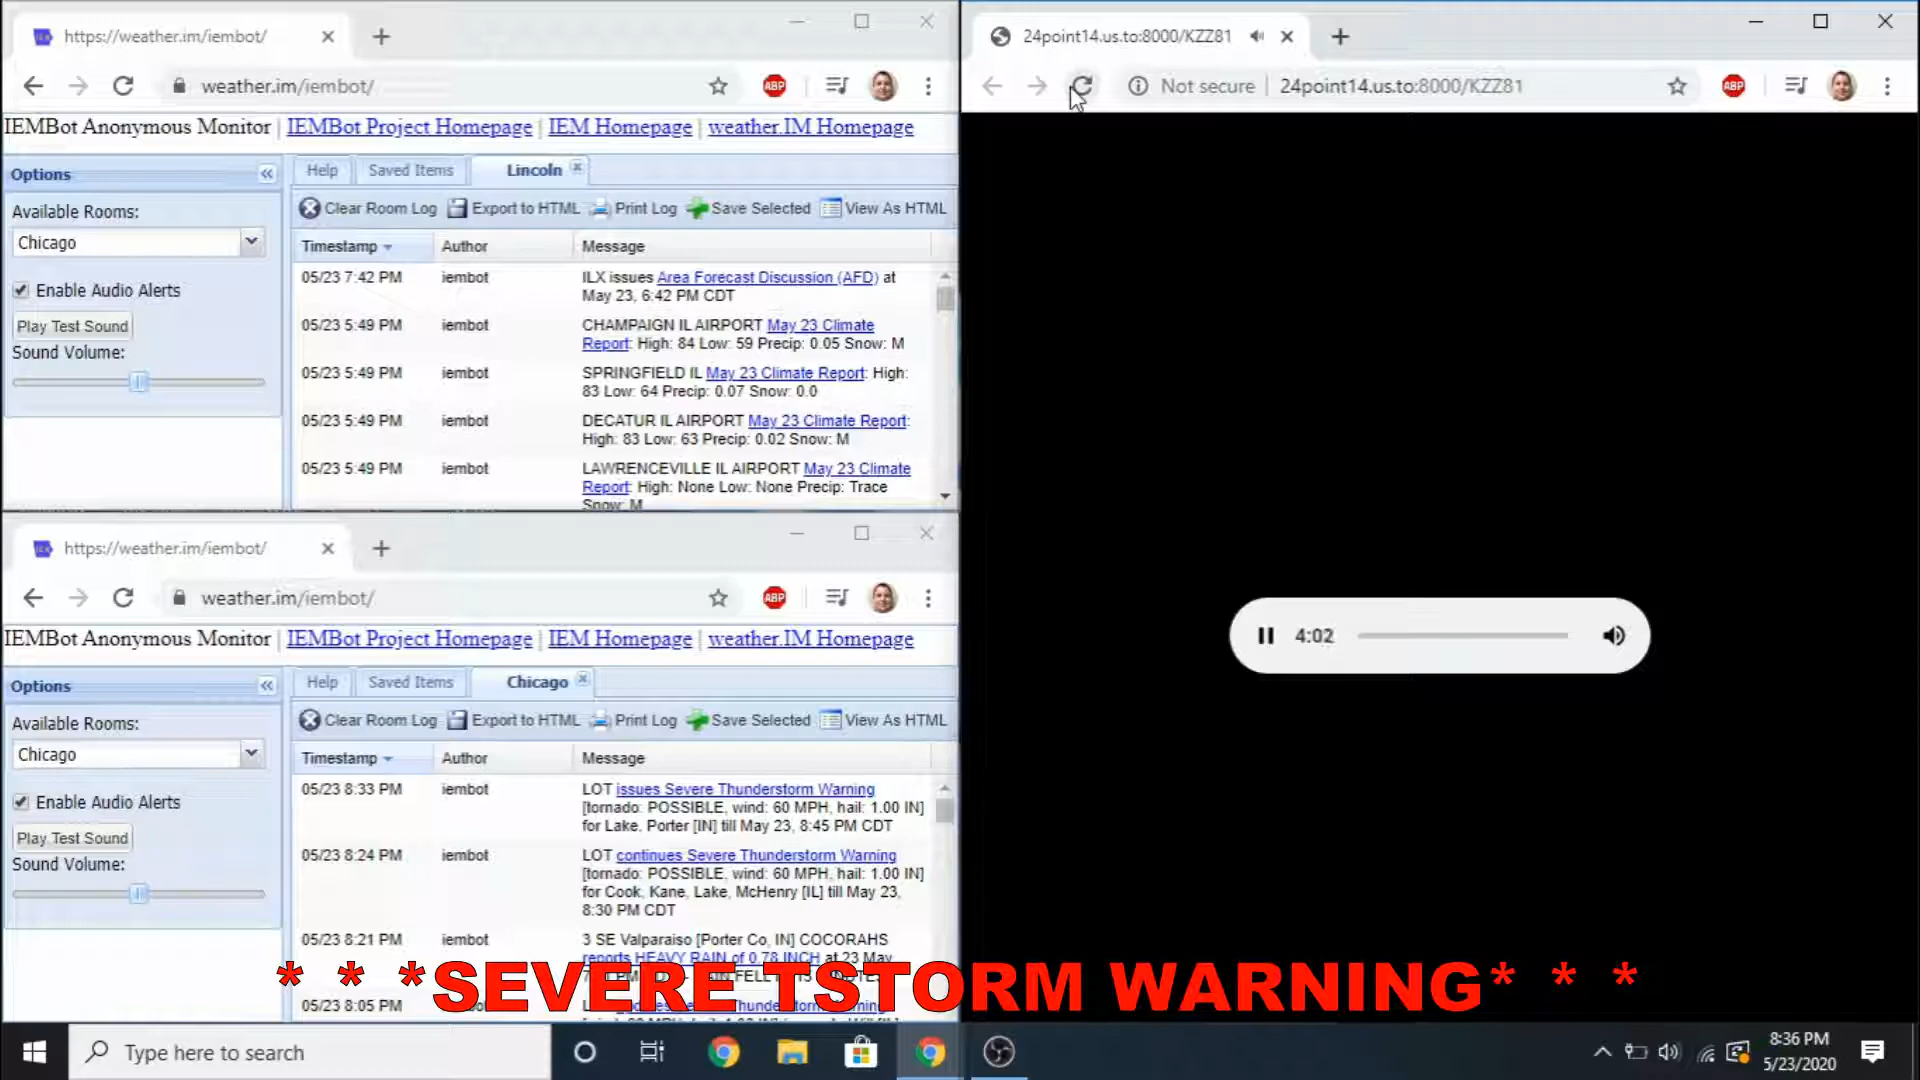 https://weather.im/iembot/
weather.im/iembot/
ABP
IEMBot Anonymous Monitor | IEMBot Project Homepage | IEM Homepage | weather.IM Homepage
Options
Help
Saved Items
Lincoln
Available Rooms:
Chicago
Clear Room Log
Export to HTML
Print Log
Save Selected
View As HTML
Enable Audio Alerts
Play Test Sound
Sound Volume:
Timestamp
Author
Message
05/23 7:42 PM iembot ILX issues Area Forecast Discussion (AFD) at
May 23, 6:42 PM CDT
05/23 5:49 PM iembot CHAMPAIGN IL AIRPORT May 23 Climate
Report: High: 84 Low: 59 Precip: 0.05 Snow: M
05/23 5:49 PM iembot SPRINGFIELD IL May 23 Climate Report: High:
83 Low: 64 Precip: 0.07 Snow: 0.0
05/23 5:49 PM iembot DECATUR IL AIRPORT May 23 Climate Report:
High: 83 Low: 63 Precip: 0.02 Snow: M
05/23 5:49 PM iembot LAWRENCEVILLE IL AIRPORT May 23 Climate
Report: High: None Low: None Precip: Trace
Snow: M
https://weather.im/iembot/
weather.im/iembot/
ABP
IEMBot Anonymous Monitor | IEMBot Project Homepage | IEM Homepage | weather.IM Homepage
Options
Help
Saved Items
Chicago
Available Rooms:
Chicago
Clear Room Log
Export to HTML
Print Log
Save Selected
View As HTML
Enable Audio Alerts
Play Test Sound
Sound Volume:
Timestamp
Author
Message
05/23 8:33 PM iembot LOT issues Severe Thunderstorm Warning
[tornado: POSSIBLE, wind: 60 MPH, hail: 1.00 IN]
for Lake, Porter [IN] till May 23, 8:45 PM CDT
05/23 8:24 PM iembot LOT continues Severe Thunderstorm Warning
[tornado: POSSIBLE, wind: 60 MPH, hail: 1.00 IN]
for Cook, Kane, Lake, McHenry [IL] till May 23,
8:30 PM CDT
05/23 8:21 PM iembot 3 SE Valparaiso [Porter Co, IN] COCORAHS
reports HEAVY RAIN of 0.78 INCH at 23 May
05/23 8:05 PM
24point14.us.to:8000/KZZ81
Not secure | 24point14.us.to:8000/KZZ81
ABP
4:02
* * *SEVERE TSTORM WARNING* * *
Type here to search
8:36 PM
5/23/2020